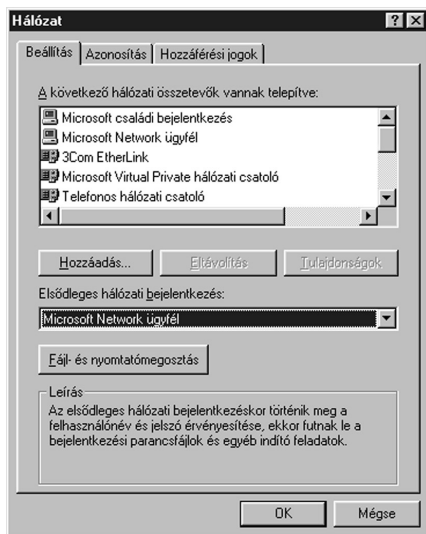 Hálózat
Beállítás Azonosítás Hozzáférési jogok
A következő hálózati összetevők vannak telepítve:
Microsoft családi bejelentkezés
Microsoft Network ügyfél
3Com EtherLink
Microsoft Virtual Private hálózati csatoló
Telefonos hálózati csatoló
Hozzáadás... Eltávolítás Tulajdonságok
Elsődleges hálózati bejelentkezés:
Microsoft Network ügyfél
Fájl- és nyomtatómegosztás
Leírás
Az elsődleges hálózati bejelentkezéskor történik meg a
felhasználónév és jelszó érvényesítése, ekkor futnak le a
bejelentkezési parancsfájlok és egyéb indító feladatok.
OK Mégse